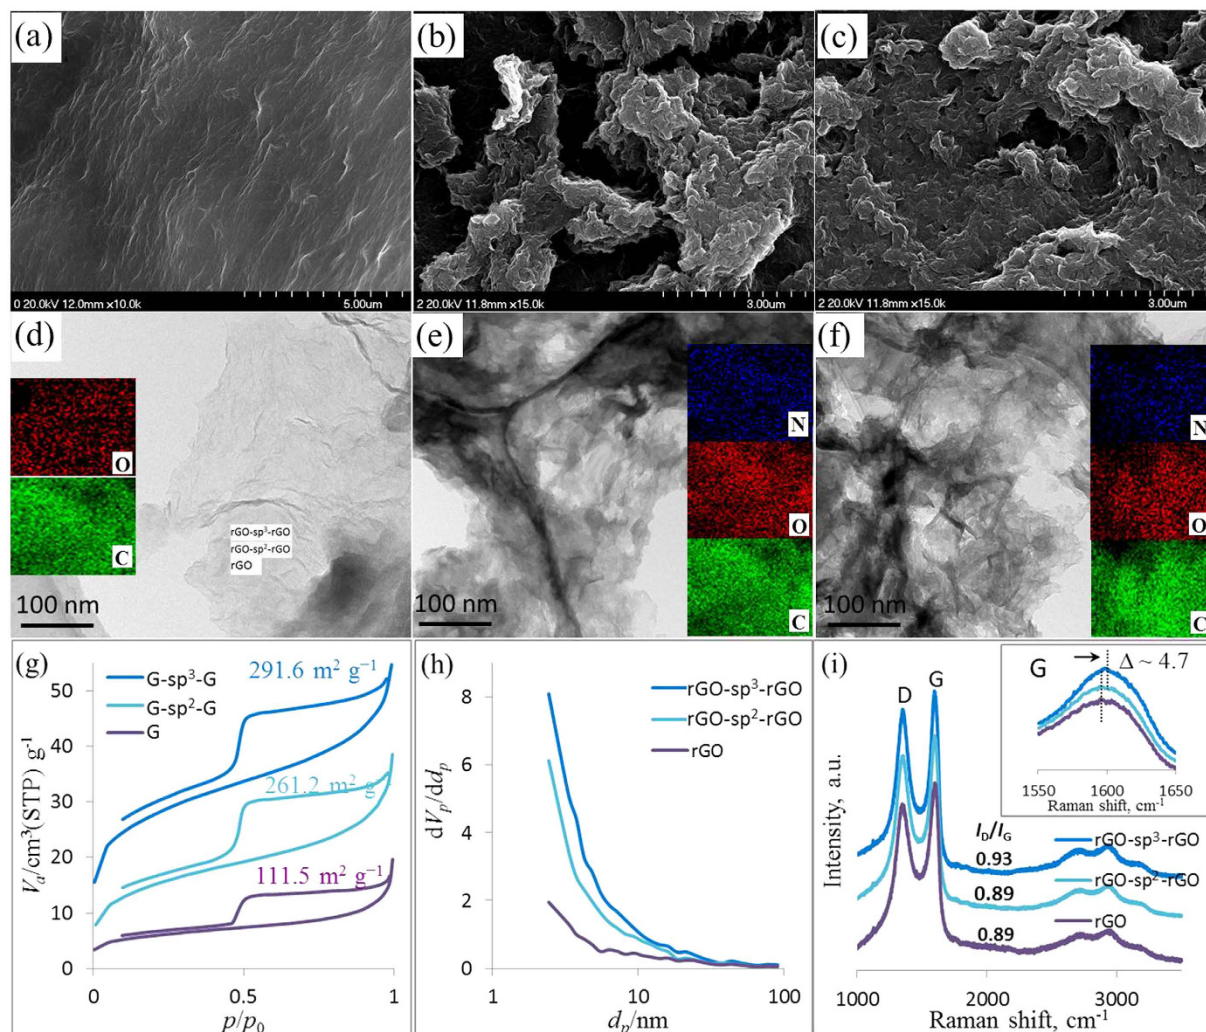 (a)
0 20.0kV 12.0mm x10.0k 5.00um
(b)
2 20.0kV 11.8mm x15.0k 3.00um
(c)
2 20.0kV 11.8mm x15.0k 3.00um
(d)
O
C
rGO-sp³-rGO
rGO-sp²-rGO
rGO
100 nm
(e)
N
O
C
100 nm
(f)
N
O
C
100 nm
(g)
G-sp³-G
G-sp²-G
G
291.6 m² g⁻¹
261.2 m² g⁻¹
111.5 m² g⁻¹
Vₐ/cm³(STP) g⁻¹
50
40
30
20
10
0
0
0.5
1
p/p₀
(h)
rGO-sp³-rGO
rGO-sp²-rGO
rGO
dVₚ/ddₚ
8
6
4
2
0
1
10
100
dₚ/nm
(i)
D
G
G
Δ ~ 4.7
1550 1600 1650
Raman shift, cm⁻¹
Intensity, a.u.
I_D/I_G
0.93
rGO-sp³-rGO
0.89
rGO-sp²-rGO
0.89
rGO
1000 2000 3000
Raman shift, cm⁻¹